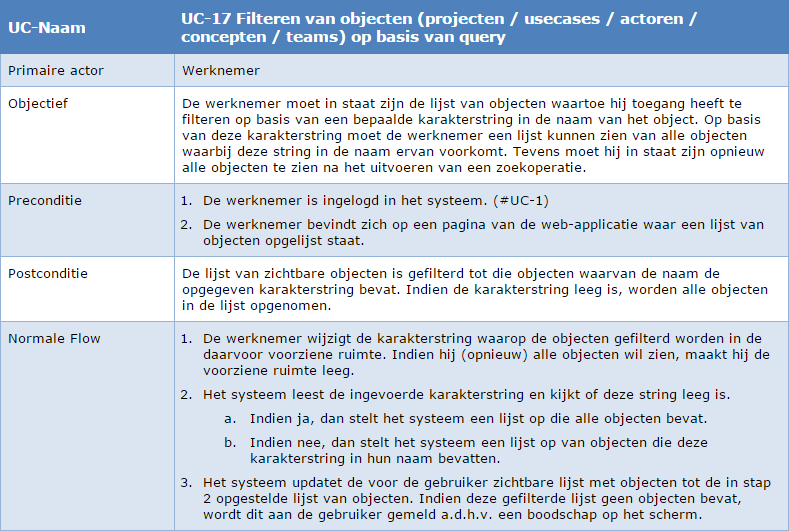 UC-Naam
UC-17 Filteren van objecten (projecten / usecases / actoren /
concepten / teams) op basis van query
Primaire actor
Werknemer
Objectief
De werknemer moet in staat zijn de lijst van objecten waartoe hij toegang heeft te
filteren op basis van een bepaalde karakterstring in de naam van het object. Op basis
van deze karakterstring moet de werknemer een lijst kunnen zien van alle objecten
waarbij deze string in de naam ervan voorkomt. Tevens moet hij in staat zijn opnieuw
alle objecten te zien na het uitvoeren van een zoekoperatie.
Preconditie
1. De werknemer is ingelogd in het systeem. (#UC-1)
2. De werknemer bevindt zich op een pagina van de web-applicatie waar een lijst van
objecten opgelijst staat.
Postconditie
De lijst van zichtbare objecten is gefilterd tot die objecten waarvan de naam de
opgegeven karakterstring bevat. Indien de karakterstring leeg is, worden alle objecten
in de lijst opgenomen.
Normale Flow
1. De werknemer wijzigt de karakterstring waarop de objecten gefilterd worden in de
daarvoor voorziene ruimte. Indien hij (opnieuw) alle objecten wil zien, maakt hij de
voorziene ruimte leeg.
2. Het systeem leest de ingevoerde karakterstring en kijkt of deze string leeg is.
a. Indien ja, dan stelt het systeem een lijst op die alle objecten bevat.
b. Indien nee, dan stelt het systeem een lijst op van objecten die deze
karakterstring in hun naam bevatten.
3. Het systeem updatet de voor de gebruiker zichtbare lijst met objecten tot de in stap
2 opgestelde lijst van objecten. Indien deze gefilterde lijst geen objecten bevat,
wordt dit aan de gebruiker gemeld a.d.h.v. een boodschap op het scherm.